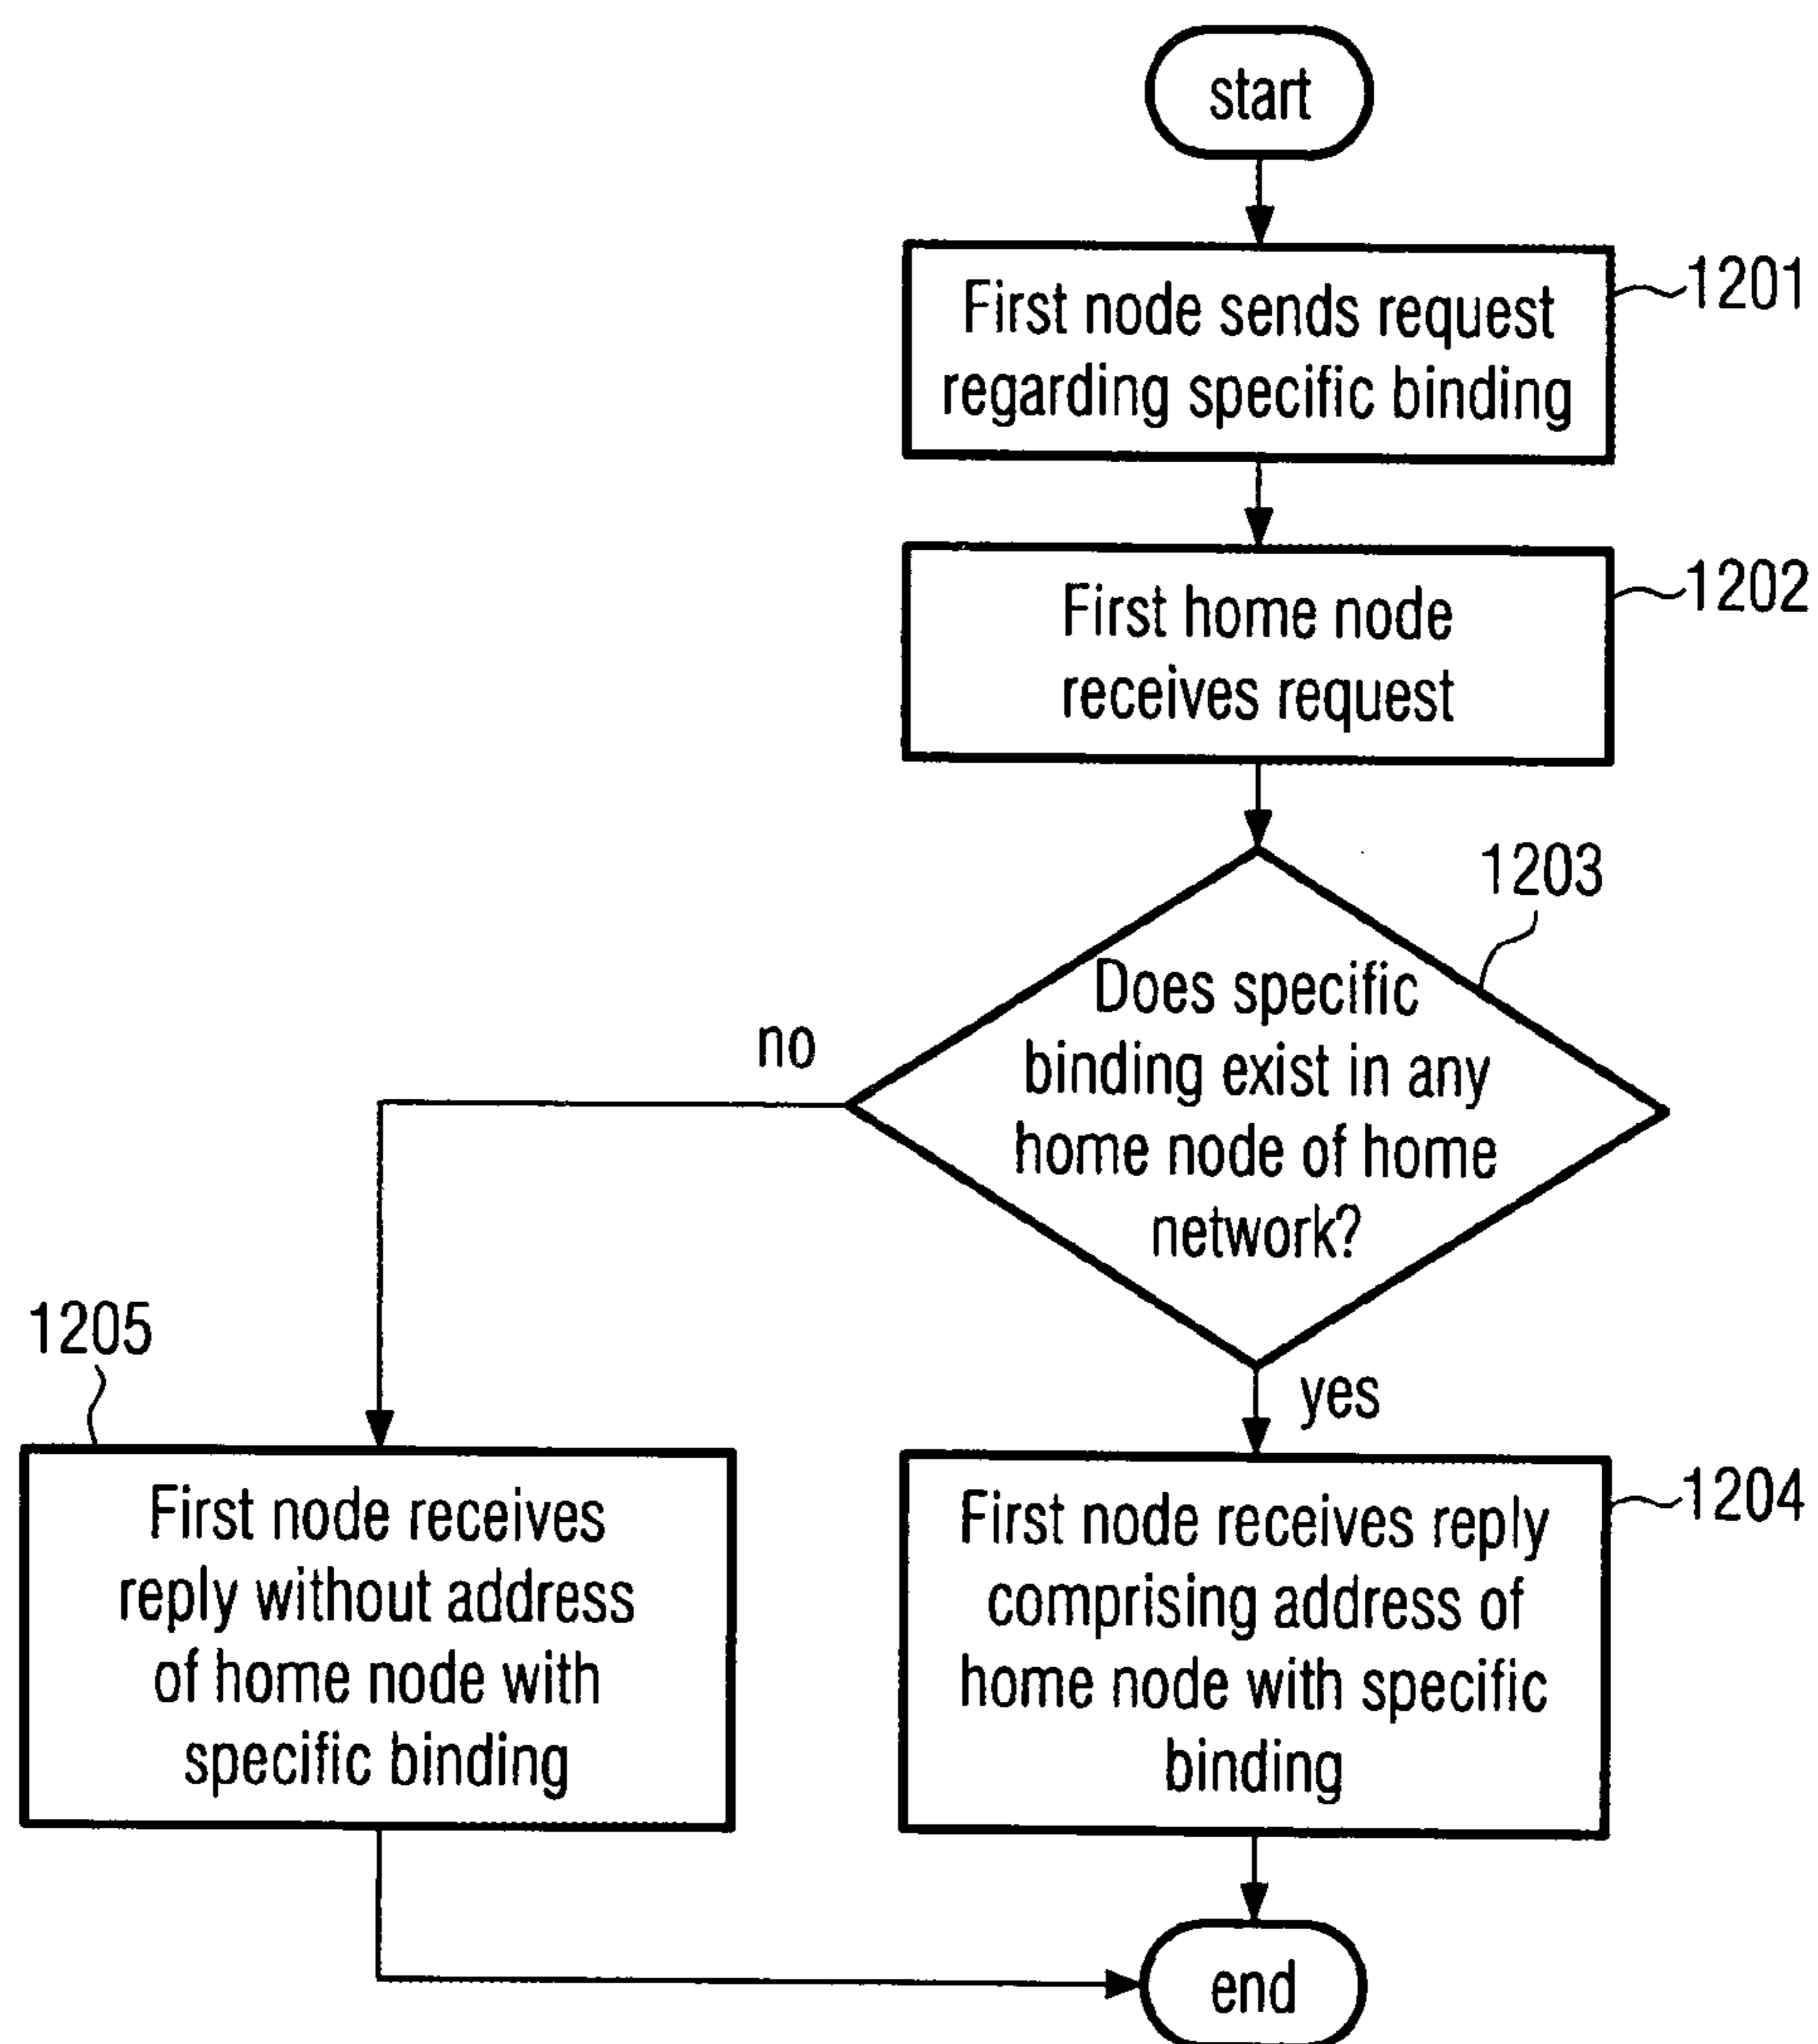 start
First node sends request
regarding specific binding
1201
First home node
receives request
1202
1203
Does specific
binding exist in any
home node of home
network?
no
yes
1205
First node receives
reply without address
of home node with
specific binding
First node receives reply
comprising address of
home node with specific
binding
1204
end